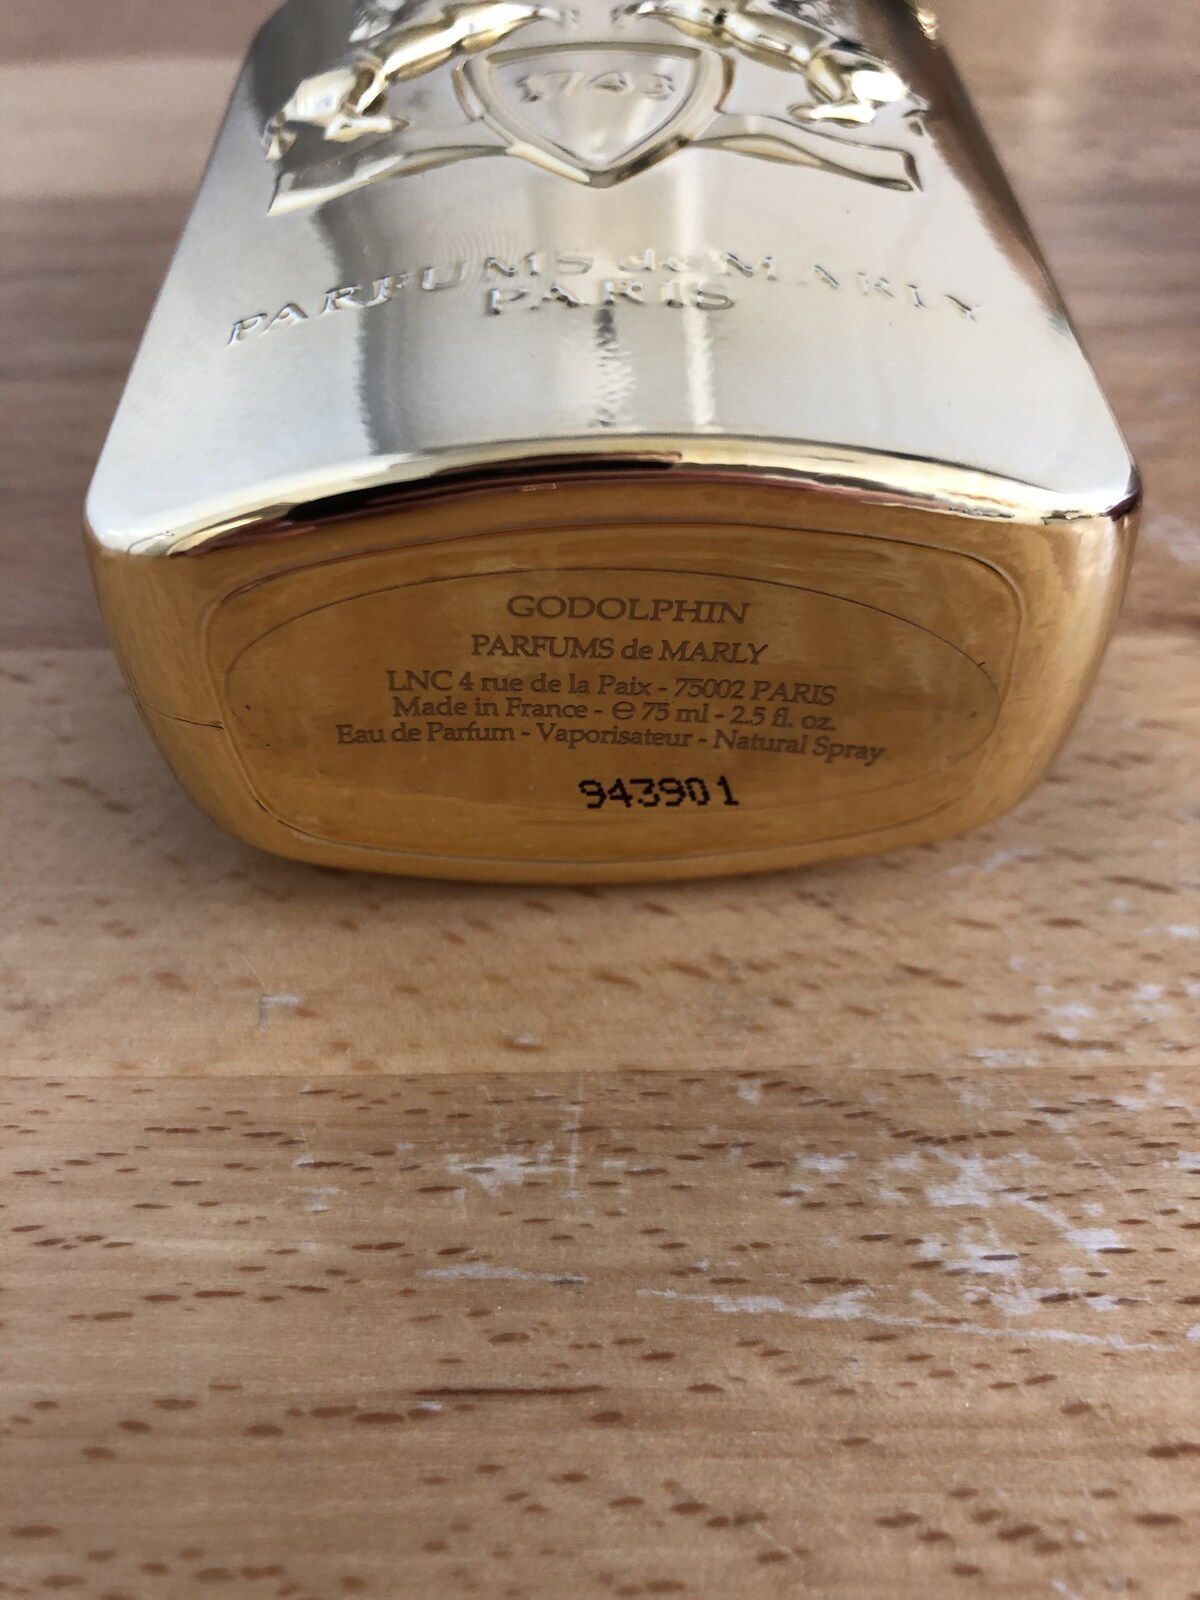 1743
PARFUMS de MARLY
PARIS
GODOLPHIN
PARFUMS de MARLY
LNC 4 rue de la Paix - 75002 PARIS
Made in France - ℮ 75 ml - 2.5 fl. oz.
Eau de Parfum - Vaporisateur - Natural Spray
943901